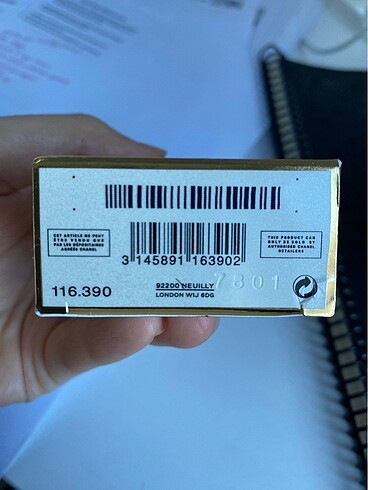 CET ARTICLE NE PEUT
ÊTRE VENDU QUE
PAR LES DÉPOSITAIRES
AGRÉÉS CHANEL
3 145891 163902
THIS PRODUCT CAN
ONLY BE SOLD BY
AUTHORISED CHANEL
RETAILERS
116.390
92200 NEUILLY
LONDON W1J 6DG
7801